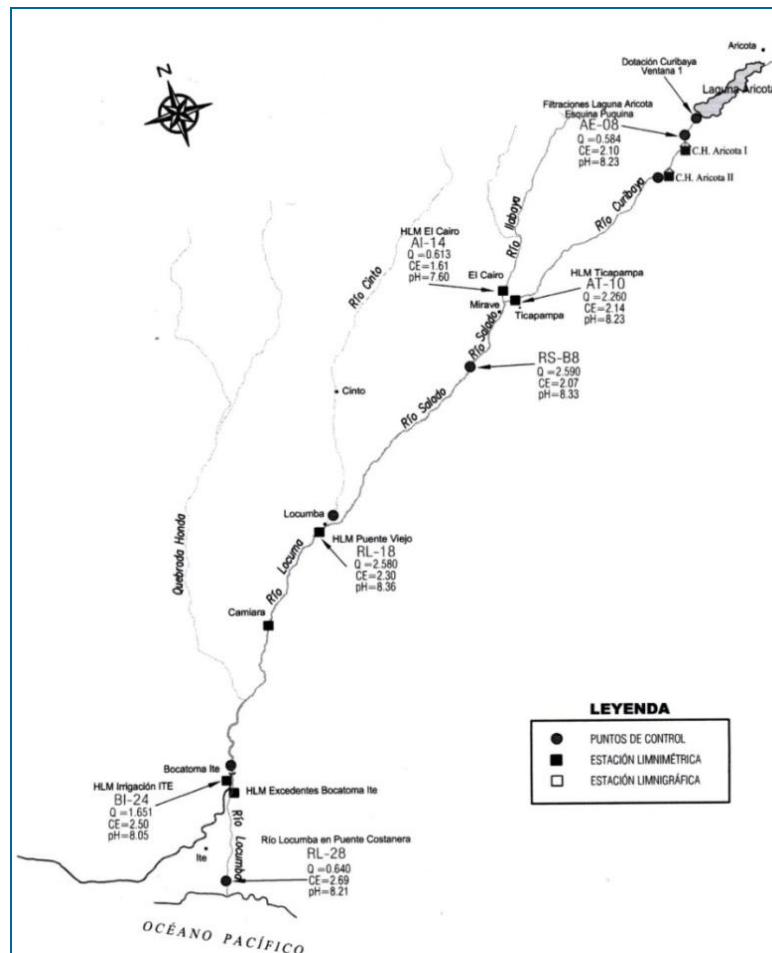 Aricota
Dotación Curibaya
Ventana 1
Laguna Aricota
Filtraciones Laguna Aricota
Esquina Puquina
AE-08
Q = 0.584
CE=2.10
pH=8.23
C.H. Aricota I
C.H. Aricota II
Río Curibaya
Río Ilabaya
N
HLM El Cairo
AI-14
Q = 0.613
CE=1.61
pH=7.60
El Cairo
Mirave
HLM Ticapampa
AT-10
Q = 2.260
CE=2.14
pH=8.23
Ticapampa
Río Cinto
Río Salado
RS-B8
Q = 2.590
CE=2.07
pH=8.33
Cinto
Río Salado
Quebrada Honda
Locumba
HLM Puente Viejo
RL-18
Q = 2.580
CE=2.30
pH=8.36
Río Locuma
Camiara
LEYENDA
PUNTOS DE CONTROL
ESTACIÓN LIMNIMÉTRICA
ESTACIÓN LIMNIGRÁFICA
Bocatoma Ite
HLM Irrigación ITE
BI-24
Q = 1.651
CE=2.50
pH=8.05
HLM Excedentes Bocatoma Ite
Río Locumba
Ite
Río Locumba en Puente Costanera
RL-28
Q = 0.640
CE=2.69
pH=8.21
OCÉANO PACÍFICO